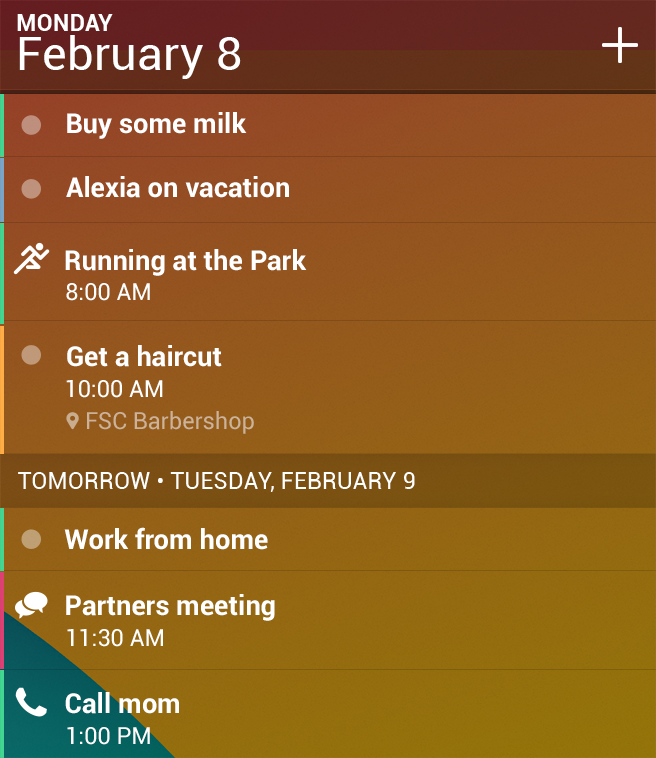 MONDAY
February 8
Buy some milk
Alexia on vacation
Running at the Park
8:00 AM
Get a haircut
10:00 AM
FSC Barbershop
TOMORROW • TUESDAY, FEBRUARY 9
Work from home
Partners meeting
11:30 AM
Call mom
1:00 PM